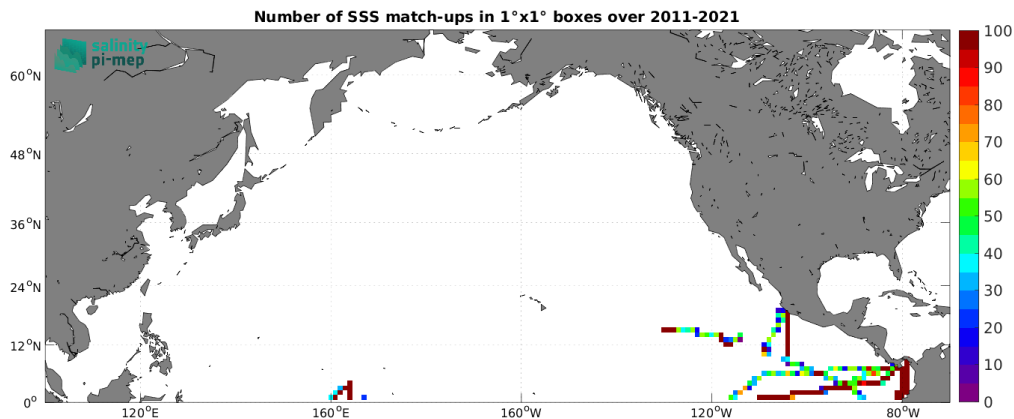 Number of SSS match-ups in 1°x1° boxes over 2011-2021
salinity
pi-mep
60°N
48°N
36°N
24°N
12°N
0°
120°E
160°E
160°W
120°W
80°W
100
90
80
70
60
50
40
30
20
10
0